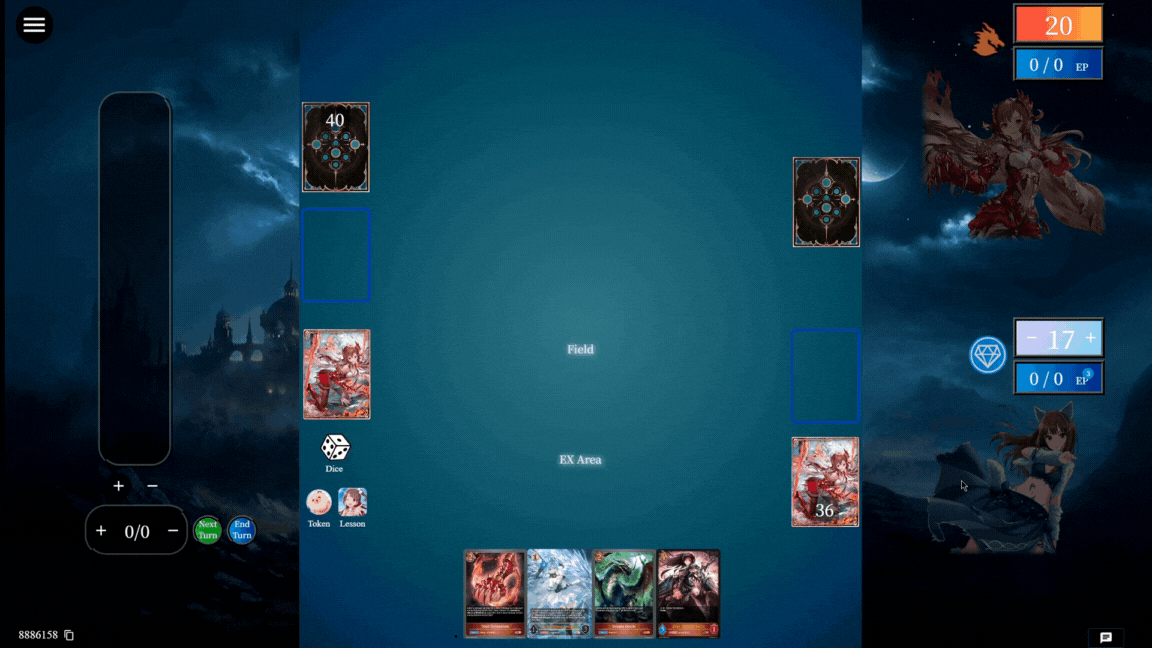 20
0/0 EP
40
Field
− 17 +
0/0 EP 3
Dice
EX Area
Token Lesson
36
+ −
+ 0/0 −
Next
Turn
End
Turn
8886158